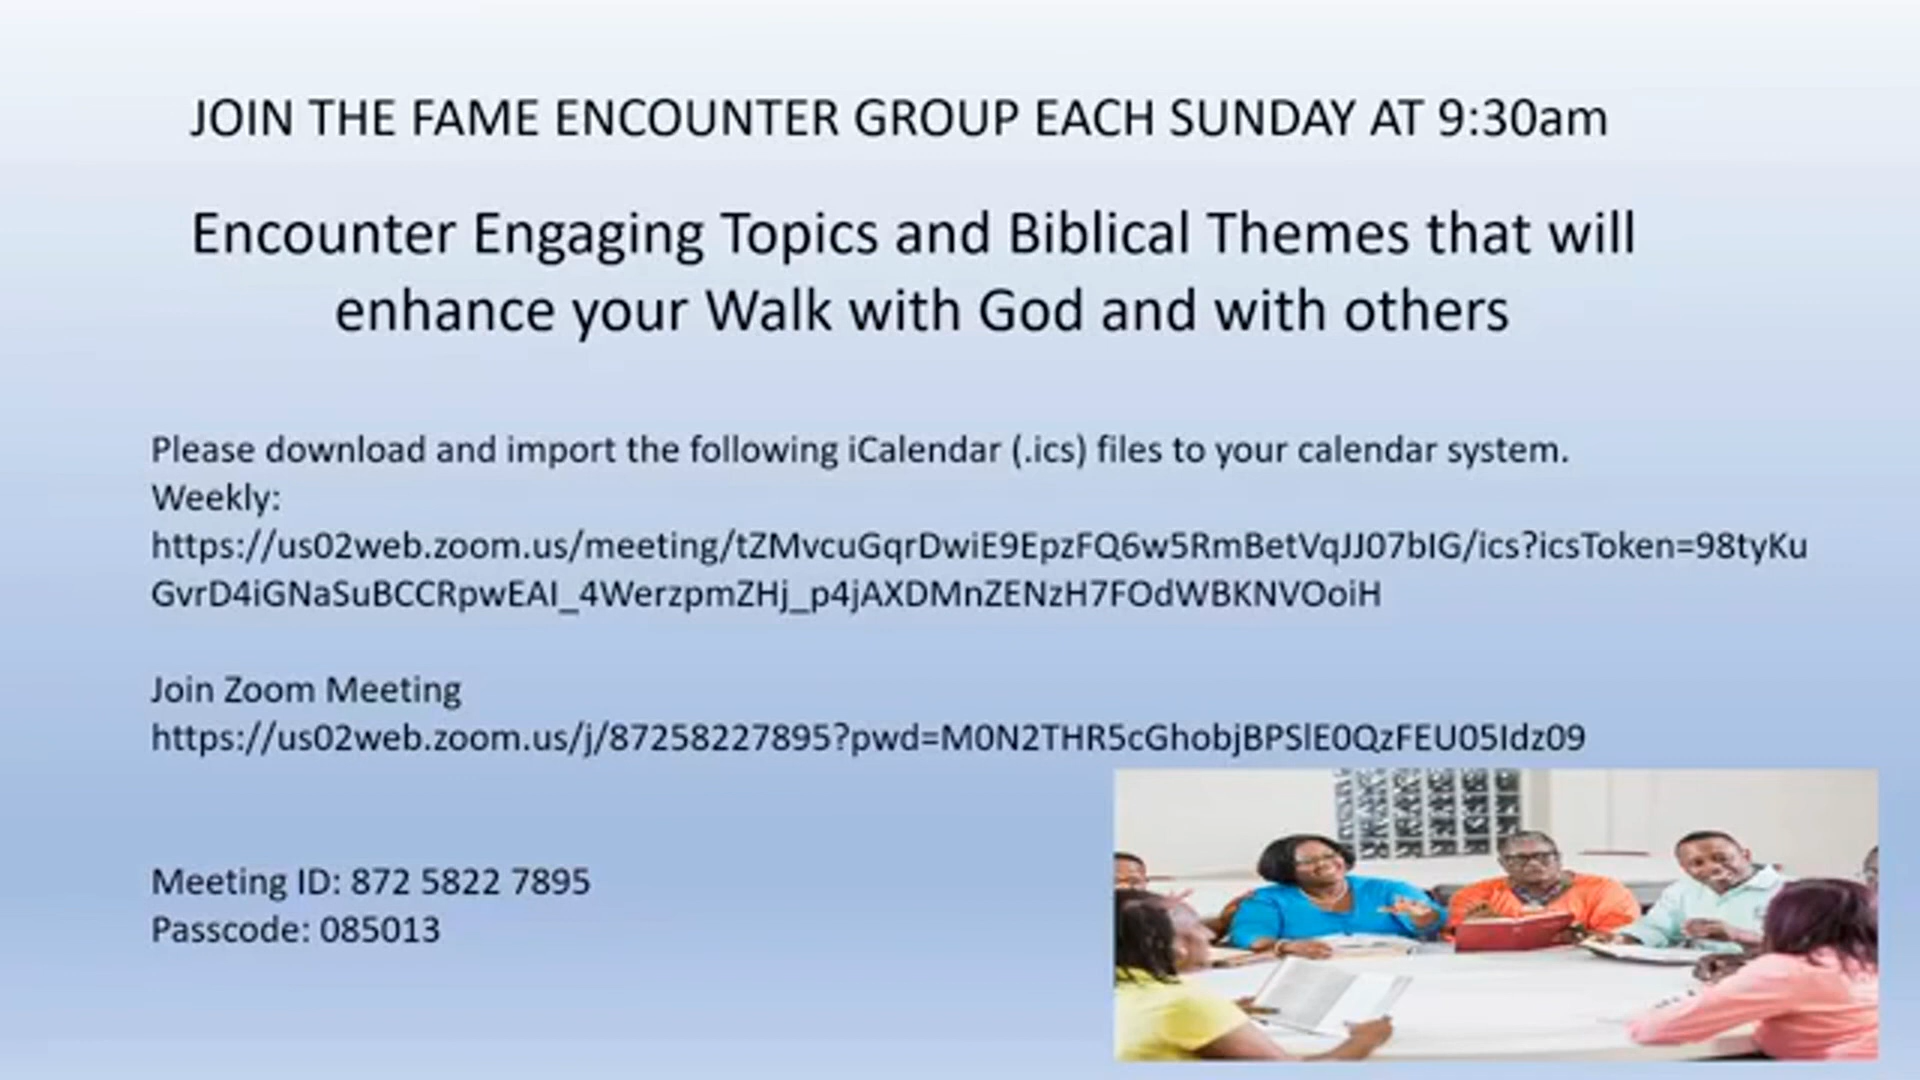 JOIN THE FAME ENCOUNTER GROUP EACH SUNDAY AT 9:30am
Encounter Engaging Topics and Biblical Themes that will
enhance your Walk with God and with others
Please download and import the following iCalendar (.ics) files to your calendar system.
Weekly:
https://us02web.zoom.us/meeting/tZMvcuGqrDwiE9EpzFQ6w5RmBetVqJJ07bIG/ics?icsToken=98tyKu
GvrD4iGNaSuBCCRpwEAI_4WerzpmZHj_p4jAXDMnZENzH7FOdWBKNVOoiH
Join Zoom Meeting
https://us02web.zoom.us/j/87258227895?pwd=M0N2THR5cGhobjBPSlE0QzFEU05Idz09
Meeting ID: 872 5822 7895
Passcode: 085013